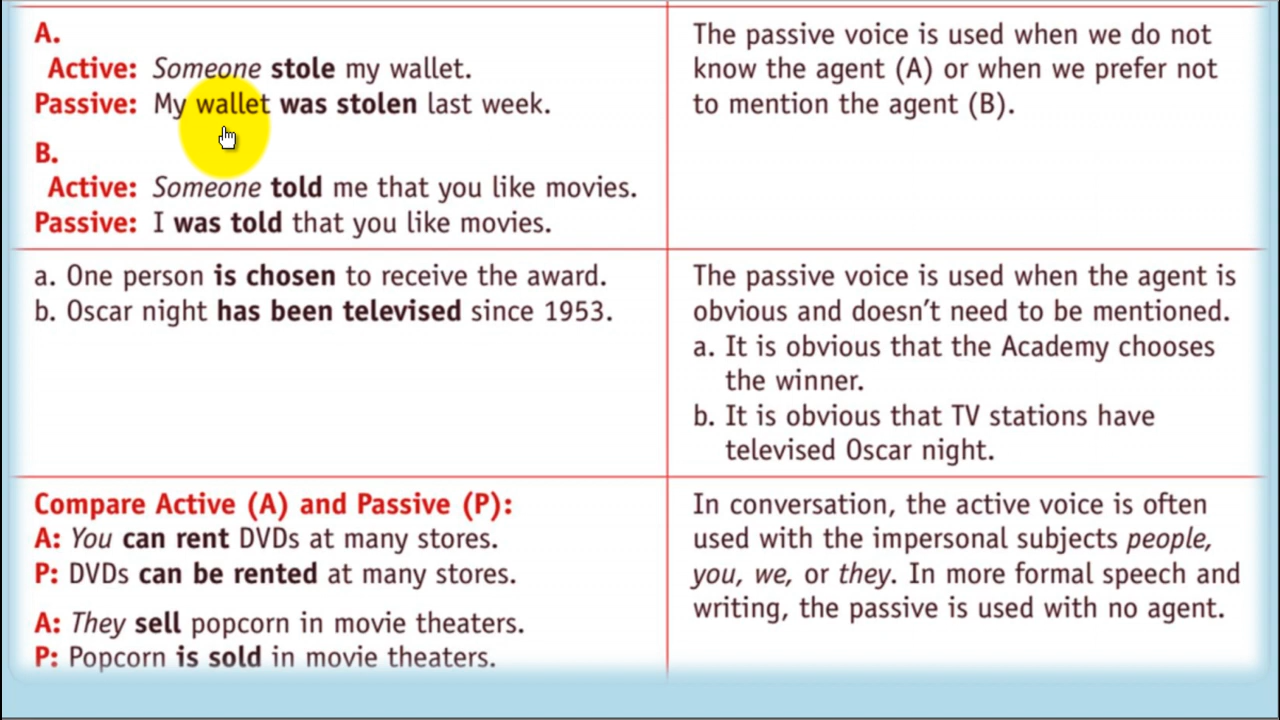 A.
Active: Someone stole my wallet.
Passive: My wallet was stolen last week.
B.
Active: Someone told me that you like movies.
Passive: I was told that you like movies.
The passive voice is used when we do not
know the agent (A) or when we prefer not
to mention the agent (B).
a. One person is chosen to receive the award.
b. Oscar night has been televised since 1953.
The passive voice is used when the agent is
obvious and doesn't need to be mentioned.
a. It is obvious that the Academy chooses
the winner.
b. It is obvious that TV stations have
televised Oscar night.
Compare Active (A) and Passive (P):
A: You can rent DVDs at many stores.
P: DVDs can be rented at many stores.
A: They sell popcorn in movie theaters.
P: Popcorn is sold in movie theaters.
In conversation, the active voice is often
used with the impersonal subjects people,
you, we, or they. In more formal speech and
writing, the passive is used with no agent.